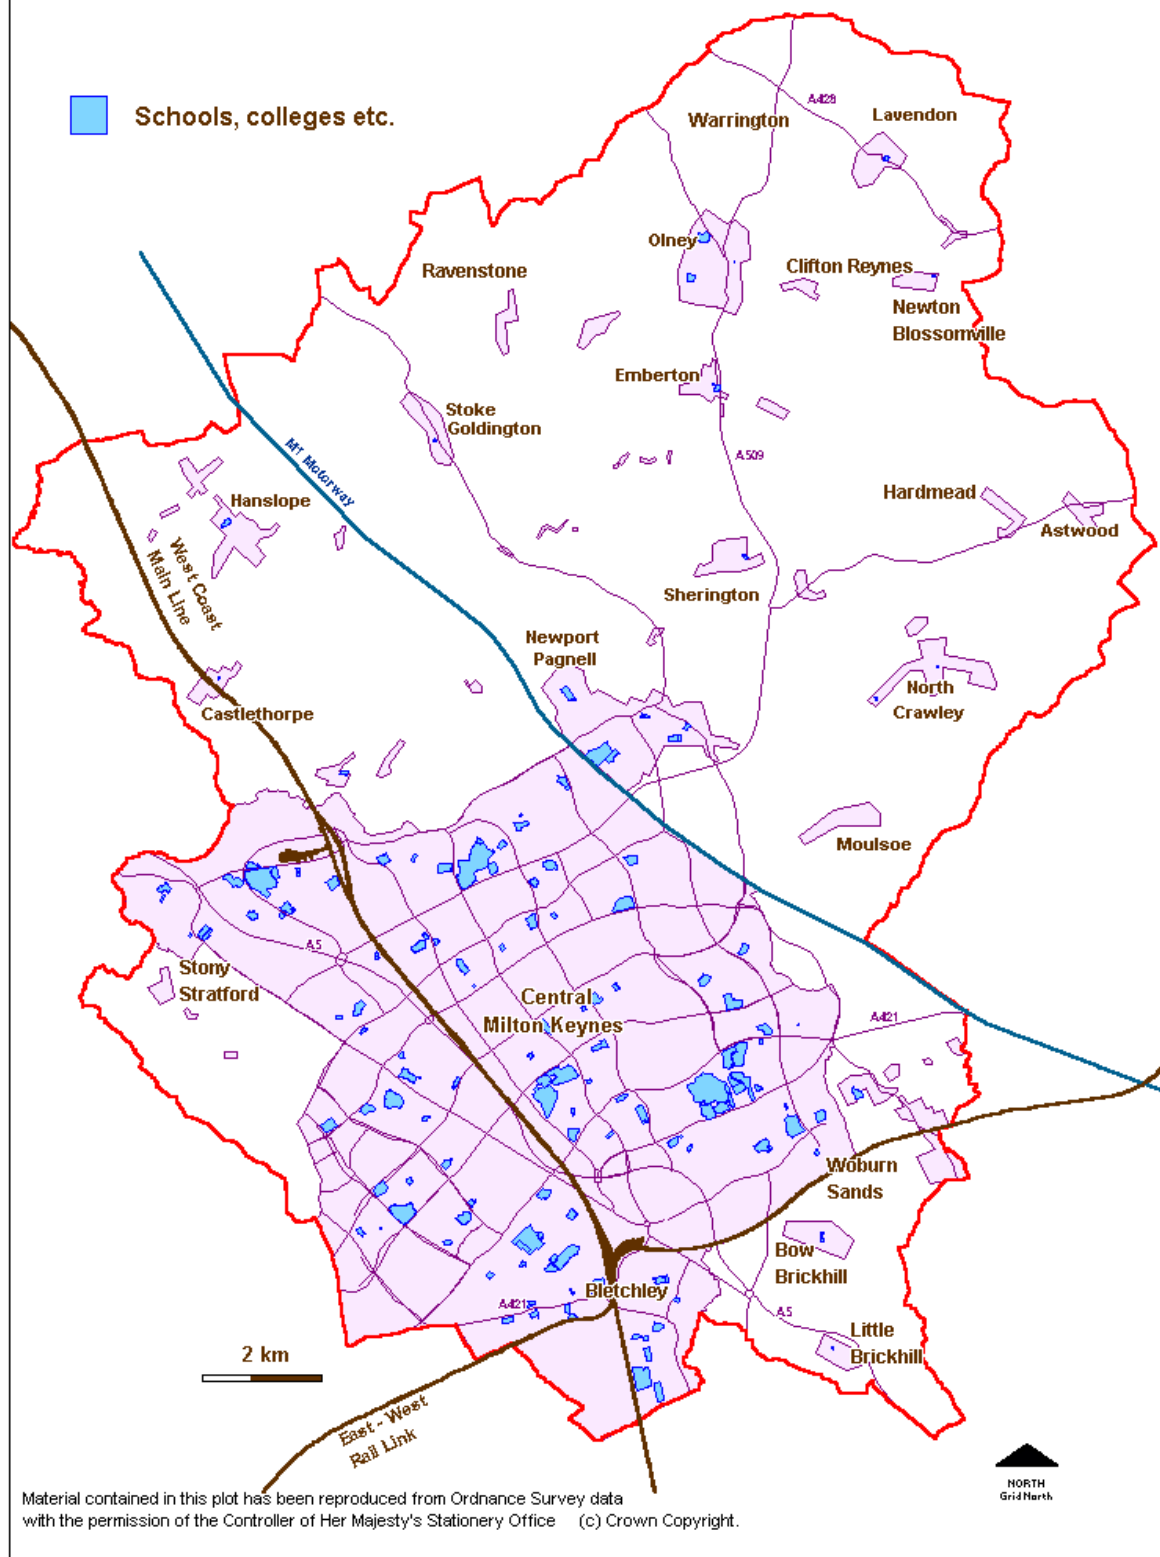 Schools, colleges etc.
A428
Warrington
Lavendon
Olney
Ravenstone
Clifton Reynes
Newton
Blossomville
Emberton
Stoke
Goldington
M1 Motorway
A509
Hanslope
Hardmead
Astwood
West Coast
Main Line
Sherington
Newport
Pagnell
North
Crawley
Castlethorpe
Moulsoe
A5
Stony
Stratford
Central
Milton Keynes
A421
Woburn
Sands
Bow
Brickhill
Bletchley
A421
A5
Little
Brickhill
2 km
East - West
Rail Link
NORTH
Grid North
Material contained in this plot has been reproduced from Ordnance Survey data
with the permission of the Controller of Her Majesty's Stationery Office (c) Crown Copyright.